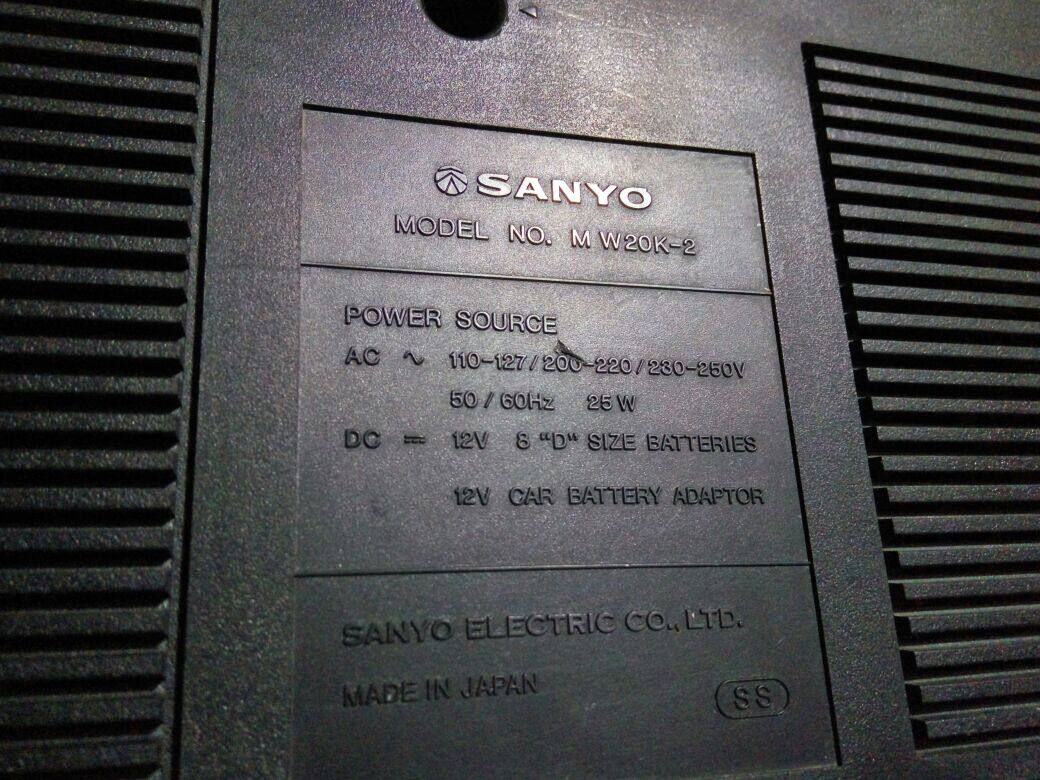 SANYO
MODEL NO. MW20K-2
POWER SOURCE
AC ∿ 110-127/200-220/230-250V
50/60Hz 25W
DC ⎓ 12V 8 "D" SIZE BATTERIES
12V CAR BATTERY ADAPTOR
SANYO ELECTRIC CO., LTD.
MADE IN JAPAN
SS